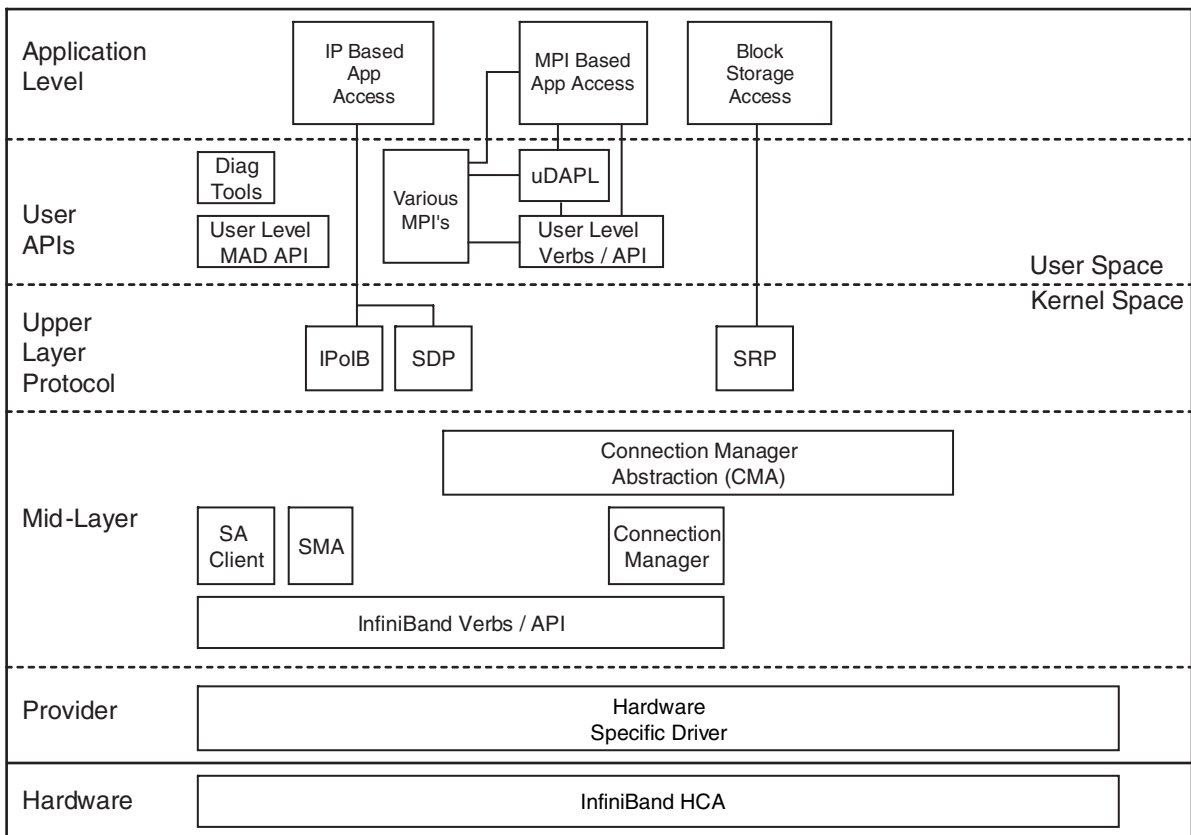 Application
Level
IP Based
App
Access
MPI Based
App Access
Block
Storage
Access
User
APIs
Diag
Tools
User Level
MAD API
Various
MPI's
uDAPL
User Level
Verbs / API
User Space
Kernel Space
Upper
Layer
Protocol
IPoIB
SDP
SRP
Mid-Layer
Connection Manager
Abstraction (CMA)
SA
Client
SMA
Connection
Manager
InfiniBand Verbs / API
Provider
Hardware
Specific Driver
Hardware
InfiniBand HCA